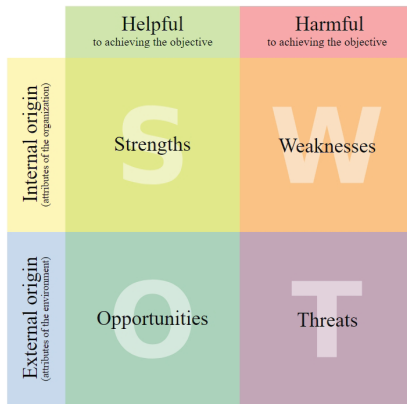 Helpful
to achieving the objective
Harmful
to achieving the objective
Internal origin
(attributes of the organization)
S
Strengths
W
Weaknesses
External origin
(attributes of the environment)
O
Opportunities
T
Threats